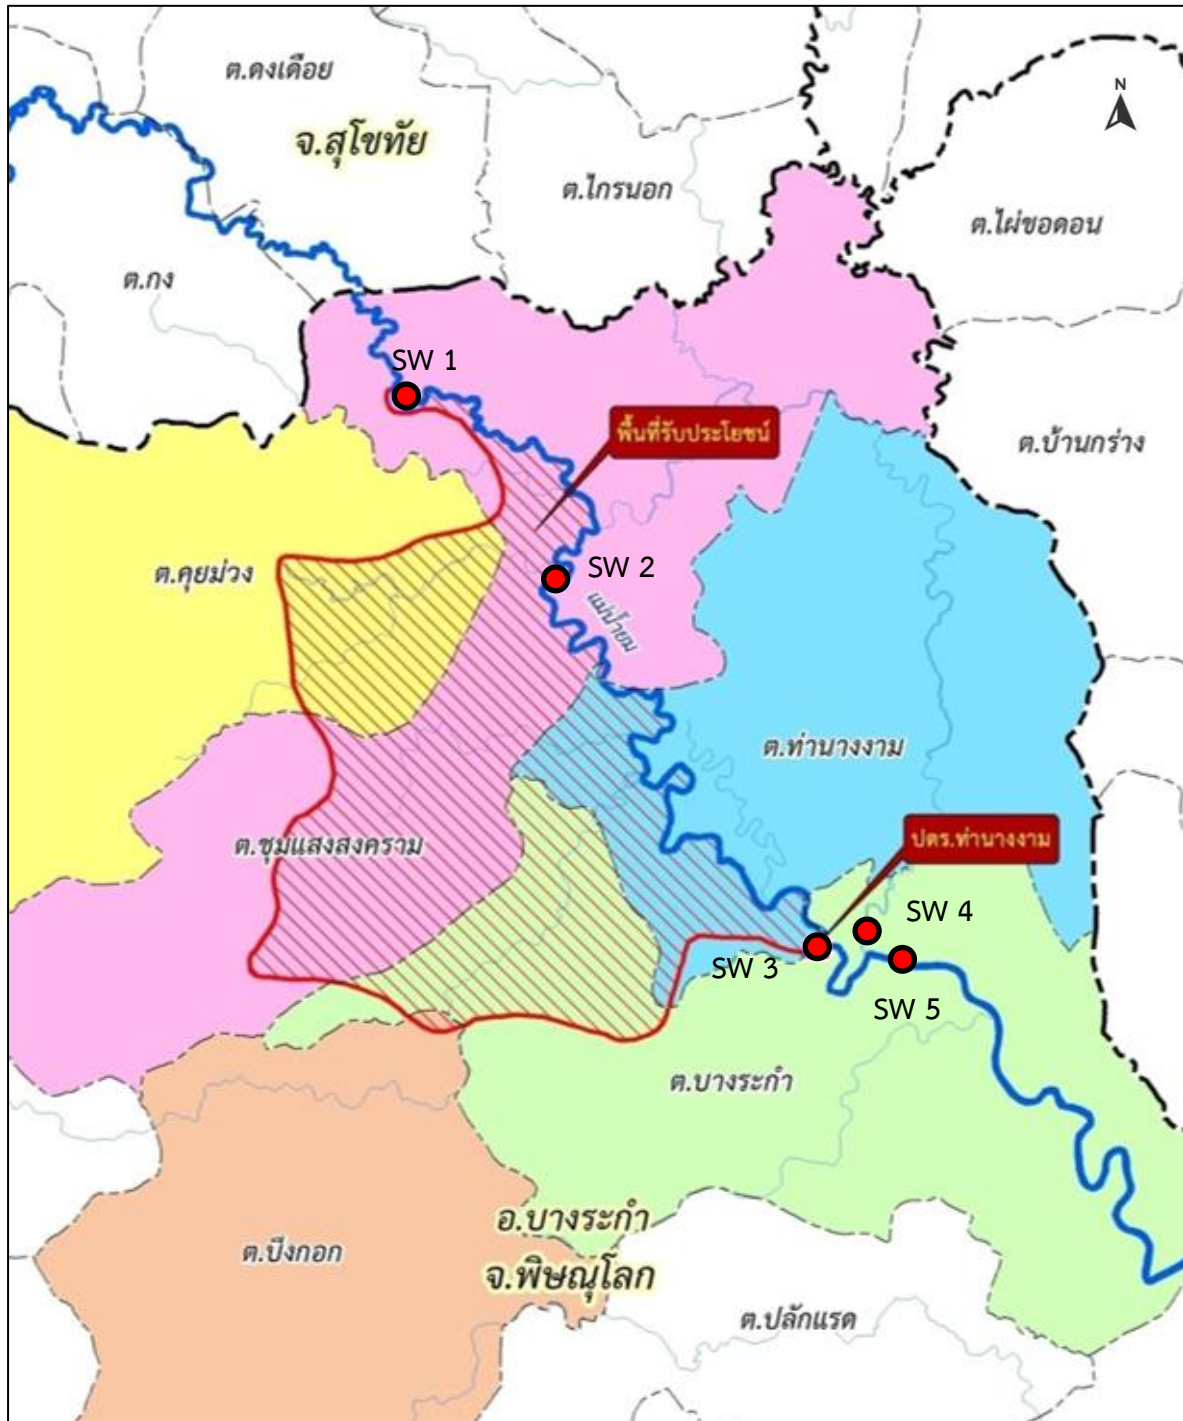 ต.ดงเดือย
N
จ.สุโขทัย
ต.ไกรนอก
ต.ไผ่ขอดอน
ต.กง
SW 1
พื้นที่รับประโยชน์
ต.บ้านกร่าง
ต.คุยม่วง
SW 2
แม่น้ำยม
ต.ท่านางงาม
ต.ชุมแสงสงคราม
ปตร.ท่านางงาม
SW 4
SW 3
SW 5
ต.บางระกำ
อ.บางระกำ
ต.บึงกอก
จ.พิษณุโลก
ต.ปลักแรด